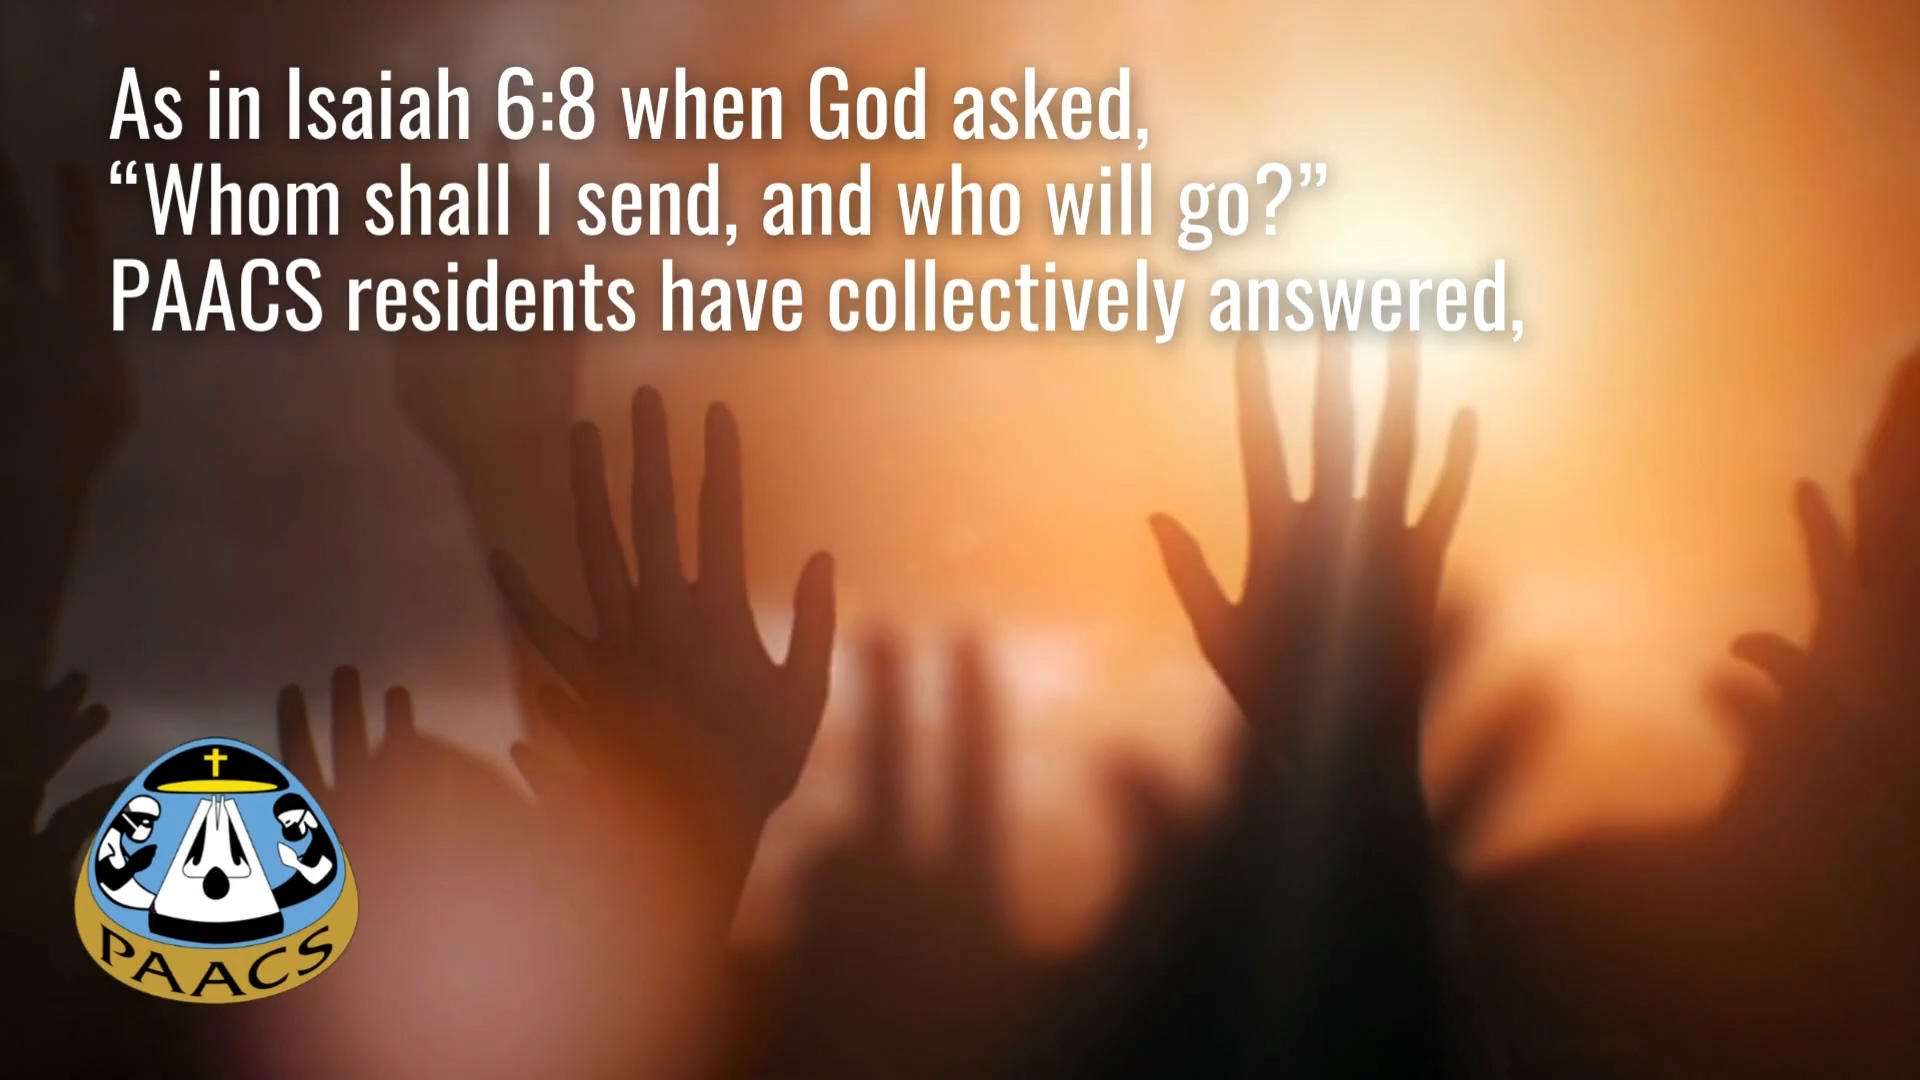 As in Isaiah 6:8 when God asked,
“Whom shall I send, and who will go?”
PAACS residents have collectively answered,
PAACS